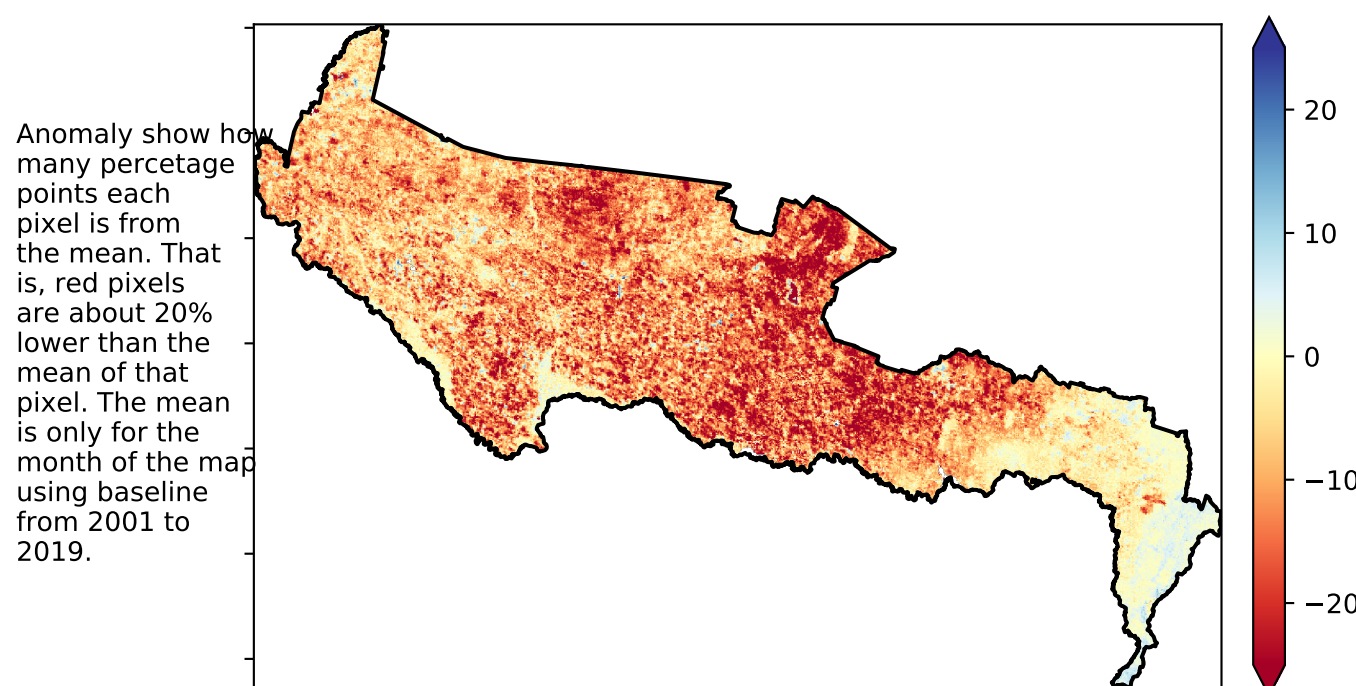 Anomaly show how
many percetage
points each
pixel is from
the mean. That
is, red pixels
are about 20%
lower than the
mean of that
pixel. The mean
is only for the
month of the map
using baseline
from 2001 to
2019.
20
10
0
−10
−20